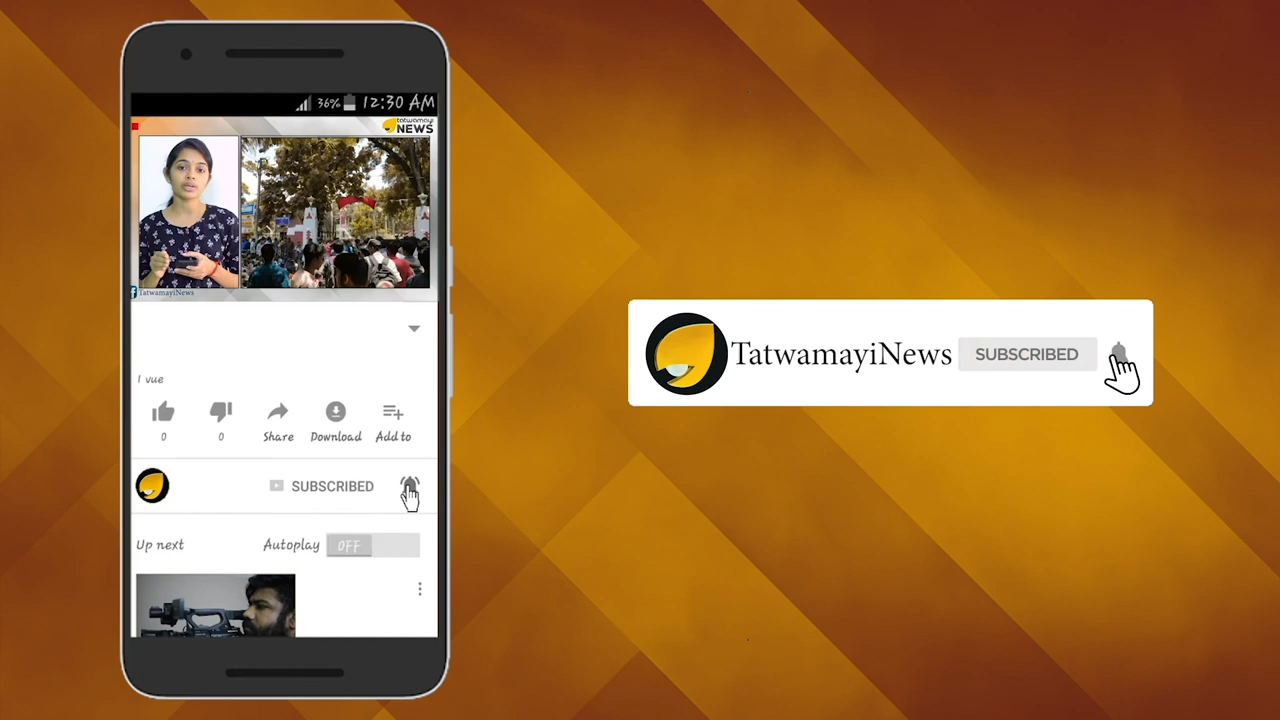 36% 12:30 AM
tatwamayi
NEWS
TatwamayiNews
1 vue
0
0
Share
Download
Add to
SUBSCRIBED
Up next
Autoplay
OFF
TatwamayiNews
SUBSCRIBED